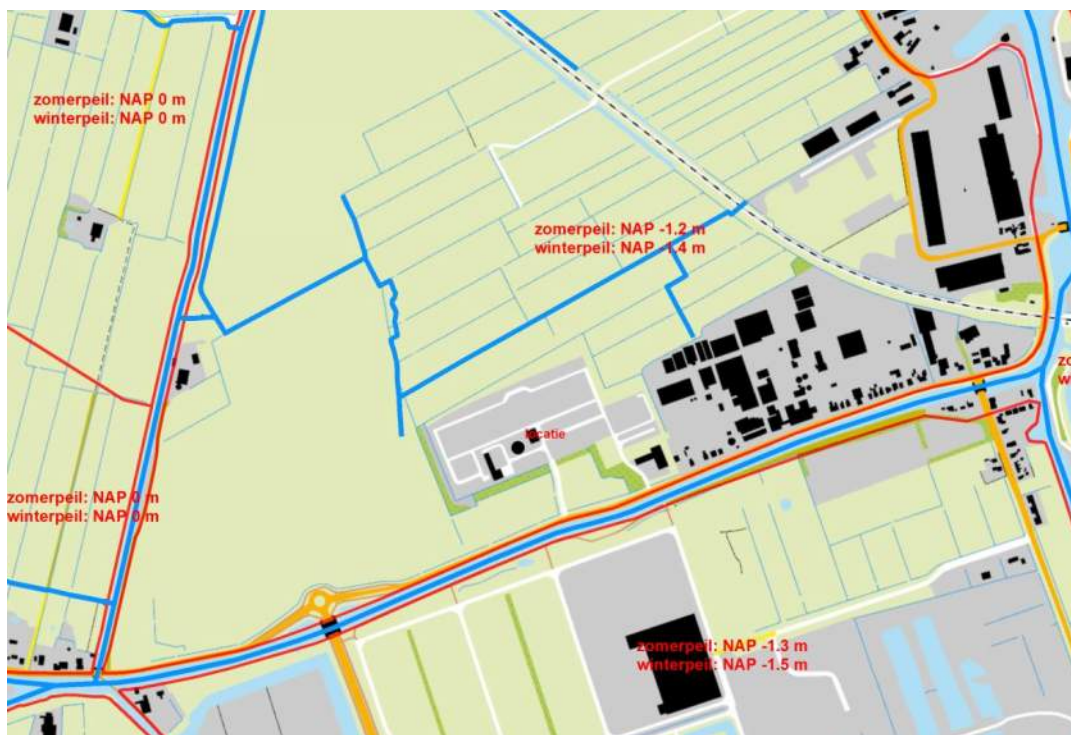 zomerpeil: NAP 0 m
winterpeil: NAP 0 m
zomerpeil: NAP -1.2 m
winterpeil: NAP -1.4 m
locatie
zomerpeil: NAP 0 m
winterpeil: NAP 0 m
zomerpeil: NAP -1.3 m
winterpeil: NAP -1.5 m